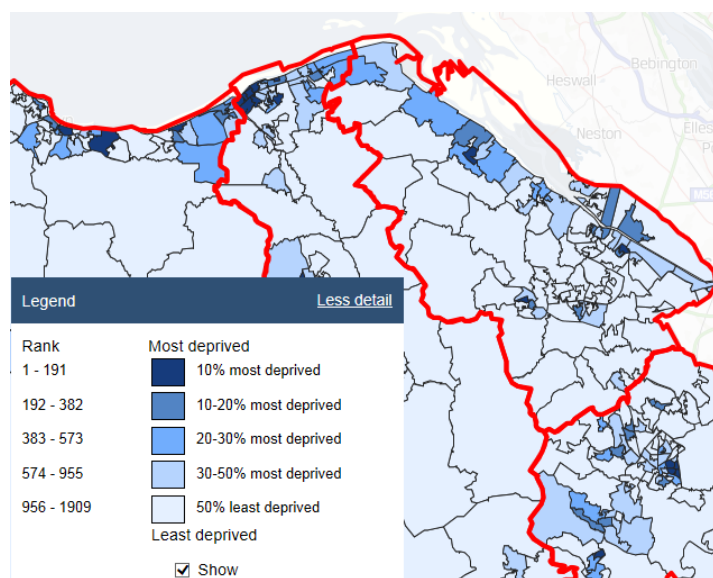 Bebington
Heswall
Neston
Elles
Po
M56
Legend Less detail
Rank Most deprived
1 - 191 10% most deprived
192 - 382 10-20% most deprived
383 - 573 20-30% most deprived
574 - 955 30-50% most deprived
956 - 1909 50% least deprived
Least deprived
Show